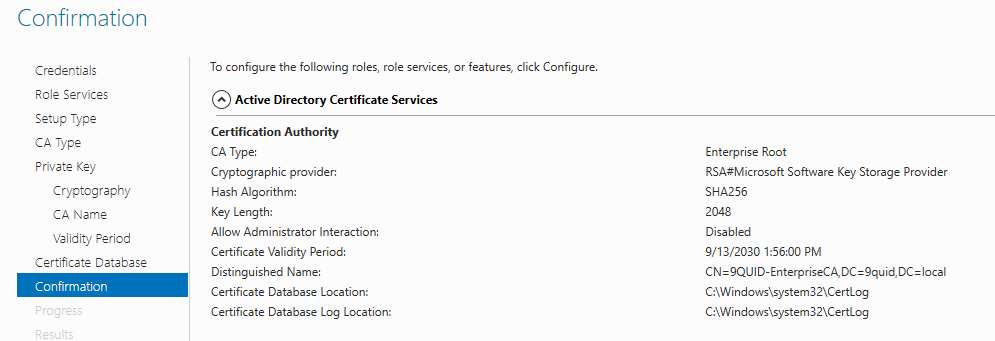 Confirmation
Credentials
Role Services
Setup Type
CA Type
Private Key
Cryptography
CA Name
Validity Period
Certificate Database
Confirmation
Progress
Results
To configure the following roles, role services, or features, click Configure.
Active Directory Certificate Services
Certification Authority
CA Type: Enterprise Root
Cryptographic provider: RSA#Microsoft Software Key Storage Provider
Hash Algorithm: SHA256
Key Length: 2048
Allow Administrator Interaction: Disabled
Certificate Validity Period: 9/13/2030 1:56:00 PM
Distinguished Name: CN=9QUID-EnterpriseCA,DC=9quid,DC=local
Certificate Database Location: C:\Windows\system32\CertLog
Certificate Database Log Location: C:\Windows\system32\CertLog